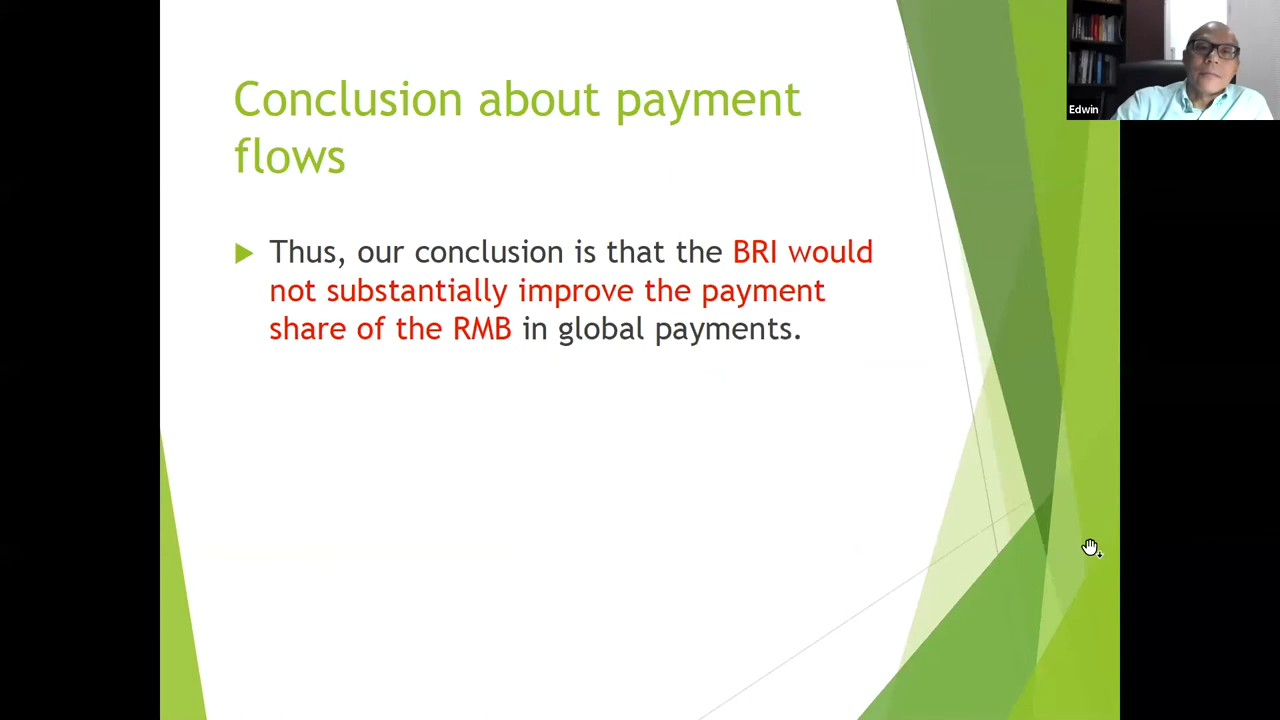 Conclusion about payment
flows
Thus, our conclusion is that the BRI would
not substantially improve the payment
share of the RMB in global payments.
Edwin